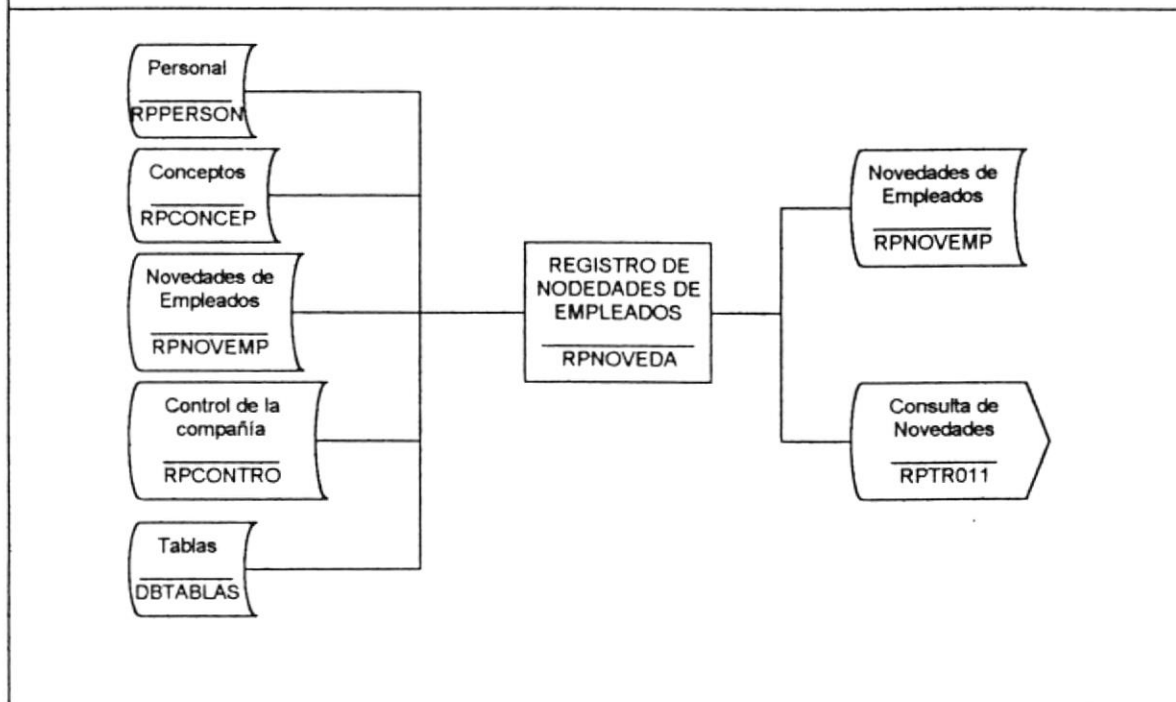 Personal
RPPERSON
Conceptos
RPCONCEP
Novedades de
Empleados
RPNOVEMP
Control de la
compañía
RPCONTRO
Tablas
DBTABLAS
REGISTRO DE
NODEDADES DE
EMPLEADOS
RPNOVEDA
Novedades de
Empleados
RPNOVEMP
Consulta de
Novedades
RPTR011